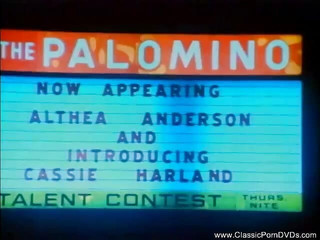 THE PALOMINO
NOW APPEARING
ALTHEA ANDERSON
AND
INTRODUCING
CASSIE HARLAND
TALENT CONTEST THURS. NITE
www.ClassicPornDVDs.com